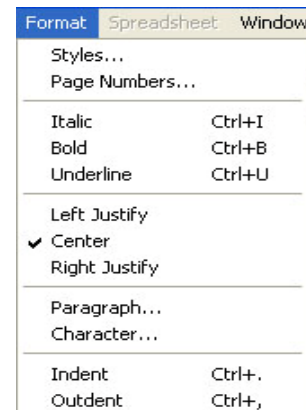 Format Spreadsheet Window
Styles...
Page Numbers...
Italic Ctrl+I
Bold Ctrl+B
Underline Ctrl+U
Left Justify
Center
Right Justify
Paragraph...
Character...
Indent Ctrl+.
Outdent Ctrl+,